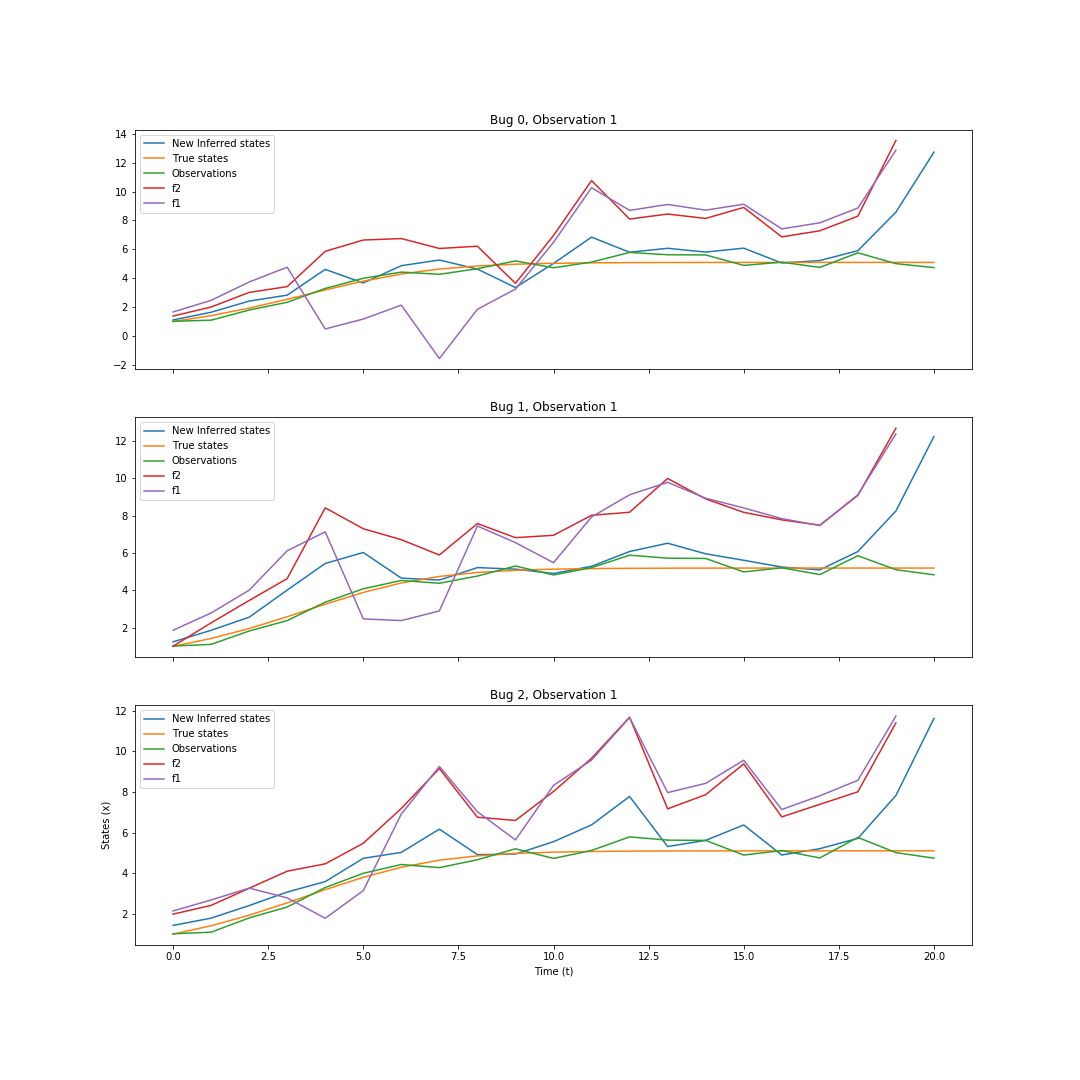 Bug 0, Observation 1
14
12
10
8
6
4
2
0
−2
New Inferred states
True states
Observations
f2
f1
Bug 1, Observation 1
12
10
8
6
4
2
New Inferred states
True states
Observations
f2
f1
Bug 2, Observation 1
12
10
8
6
4
2
States (x)
New Inferred states
True states
Observations
f2
f1
0.0 2.5 5.0 7.5 10.0 12.5 15.0 17.5 20.0
Time (t)